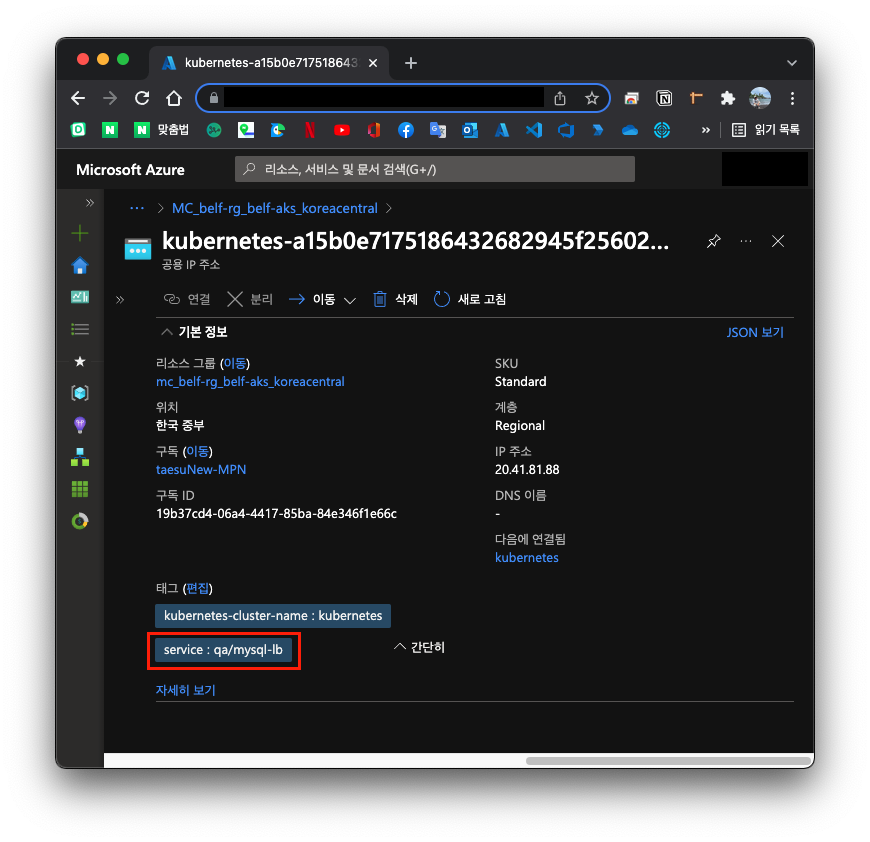 kubernetes-a15b0e717518643
맞춤법
읽기 목록
Microsoft Azure
리소스, 서비스 및 문서 검색(G+/)
MC_belf-rg_belf-aks_koreacentral
kubernetes-a15b0e7175186432682945f25602...
공용 IP 주소
연결 분리 이동 삭제 새로 고침
기본 정보
JSON 보기
리소스 그룹 (이동)
mc_belf-rg_belf-aks_koreacentral
위치
한국 중부
구독 (이동)
taesuNew-MPN
구독 ID
19b37cd4-06a4-4417-85ba-84e346f1e66c
SKU
Standard
계층
Regional
IP 주소
20.41.81.88
DNS 이름
-
다음에 연결됨
kubernetes
태그 (편집)
kubernetes-cluster-name : kubernetes
service : qa/mysql-lb
간단히
자세히 보기